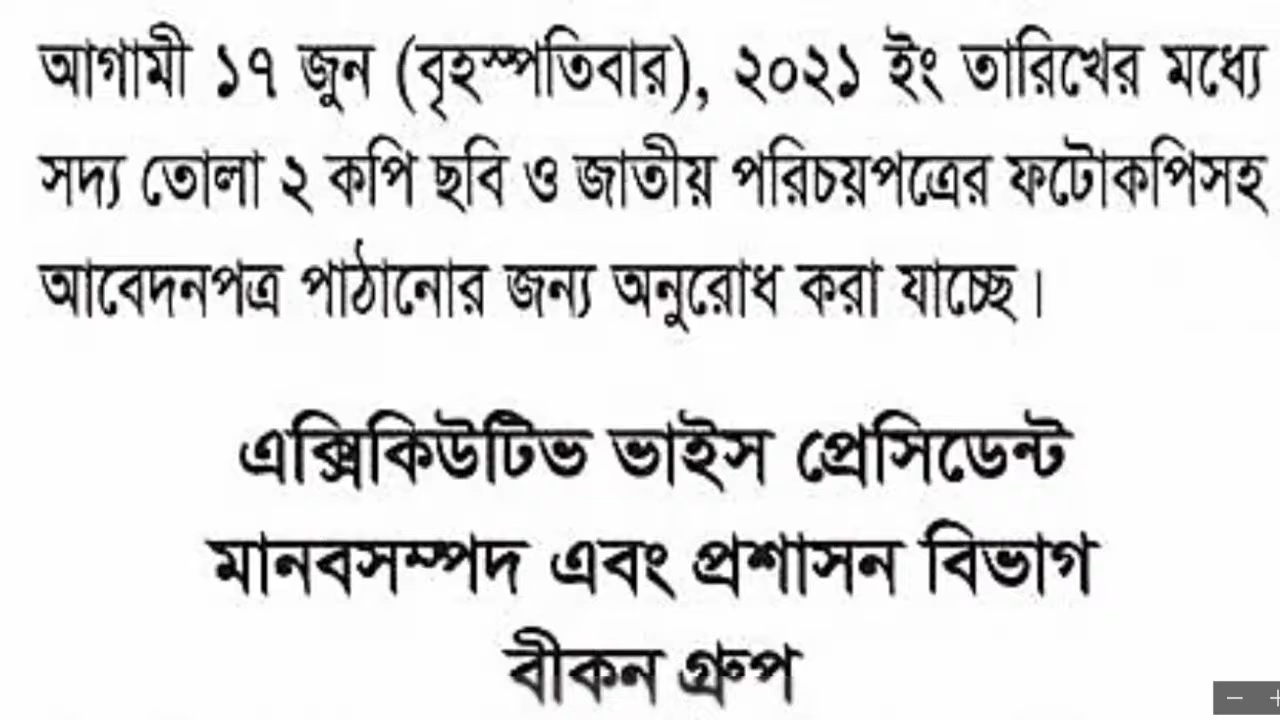 আগামী ১৭ জুন (বৃহস্পতিবার), ২০২১ ইং তারিখের মধ্যে
সদ্য তোলা ২ কপি ছবি ও জাতীয় পরিচয়পত্রের ফটোকপিসহ
আবেদনপত্র পাঠানোর জন্য অনুরোধ করা যাচ্ছে।
এক্সিকিউটিভ ভাইস প্রেসিডেন্ট
মানবসম্পদ এবং প্রশাসন বিভাগ
বীকন গ্রুপ